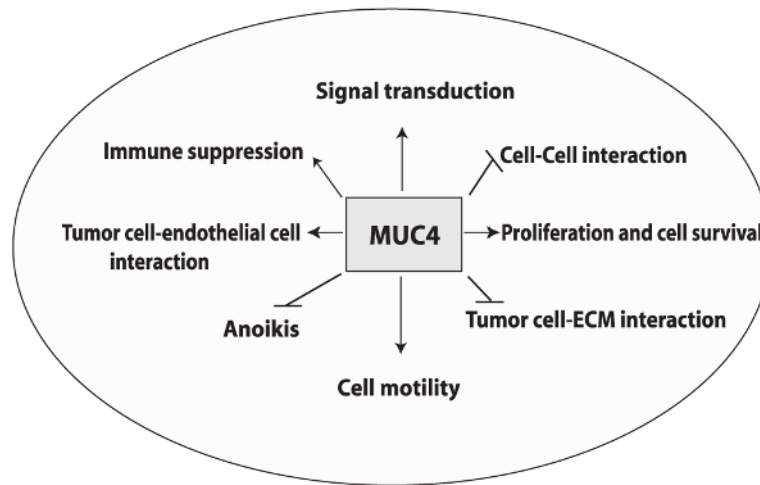 Signal transduction
Immune suppression
Cell-Cell interaction
Tumor cell-endothelial cell
interaction
MUC4
Proliferation and cell survival
Anoikis
Tumor cell-ECM interaction
Cell motility